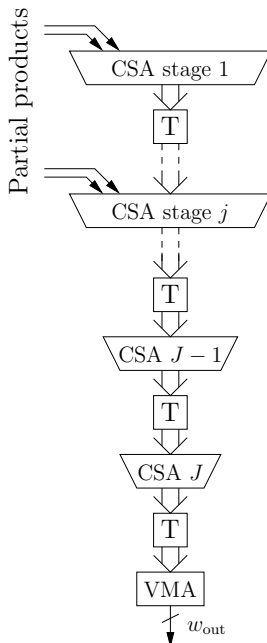 Partial products
CSA stage 1
T
CSA stage j
T
CSA J − 1
T
CSA J
T
VMA
w_out